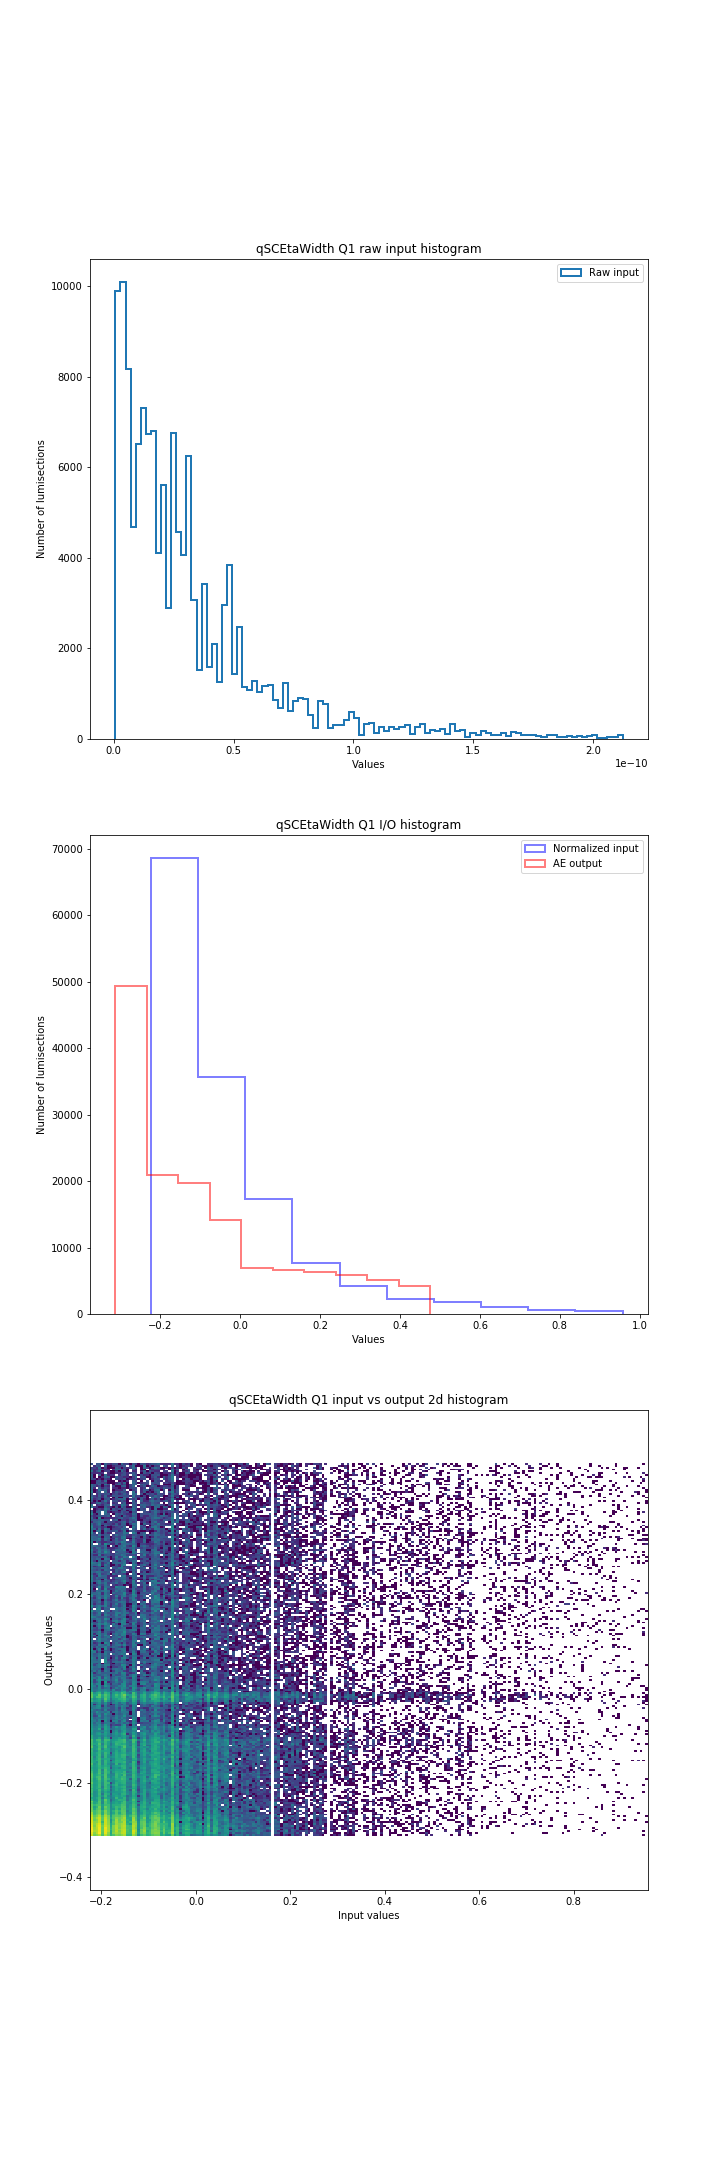 qSCEtaWidth Q1 raw input histogram
Raw input
10000
8000
6000
4000
2000
0
Number of lumisections
0.0 0.5 1.0 1.5 2.0
1e−10
Values
qSCEtaWidth Q1 I/O histogram
Normalized input
AE output
70000
60000
50000
40000
30000
20000
10000
0
Number of lumisections
−0.2 0.0 0.2 0.4 0.6 0.8 1.0
Values
qSCEtaWidth Q1 input vs output 2d histogram
0.4
0.2
0.0
−0.2
−0.4
Output values
−0.2 0.0 0.2 0.4 0.6 0.8
Input values